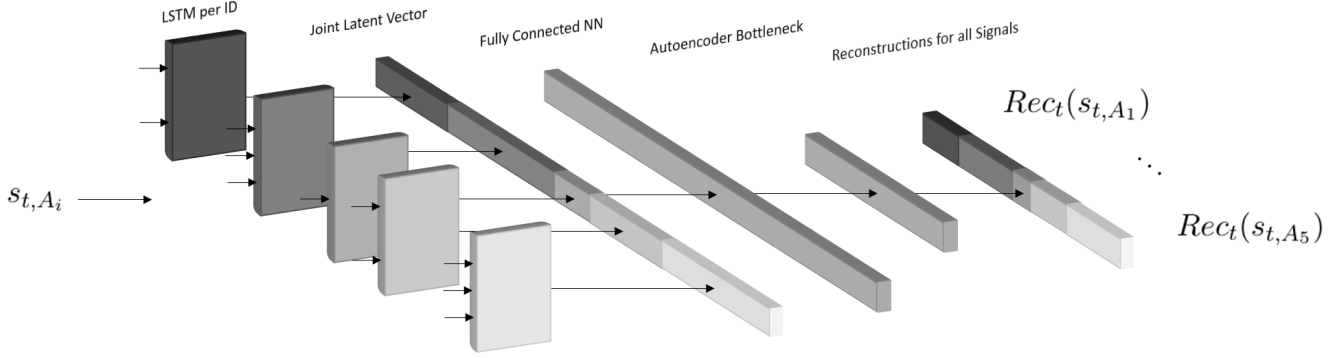 LSTM per ID
Joint Latent Vector
Fully Connected NN
Autoencoder Bottleneck
Reconstructions for all Signals
$s_{t,A_i}$
$Rec_t(s_{t,A_1})$
⋱
$Rec_t(s_{t,A_5})$